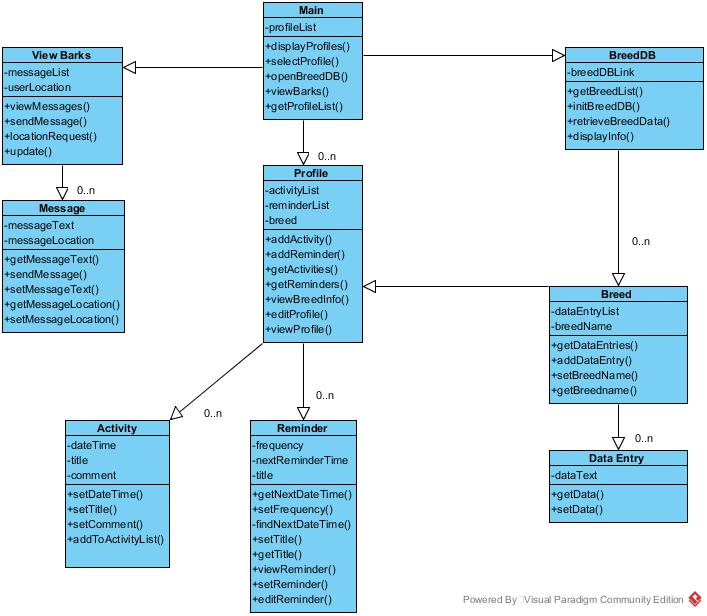 Main
-profileList
+displayProfiles()
+selectProfile()
+openBreedDB()
+viewBarks()
+getProfileList()
View Barks
-messageList
-userLocation
+viewMessages()
+sendMessage()
+locationRequest()
+update()
BreedDB
-breedDBLink
+getBreedList()
+initBreedDB()
+retrieveBreedData()
+displayInfo()
0..n
0..n
Message
-messageText
-messageLocation
+getMessageText()
+sendMessage()
+setMessageText()
+getMessageLocation()
+setMessageLocation()
Profile
-activityList
-reminderList
-breed
+addActivity()
+addReminder()
+getActivities()
+getReminders()
+viewBreedInfo()
+editProfile()
+viewProfile()
0..n
Breed
-dataEntryList
-breedName
+getDataEntries()
+addDataEntry()
+setBreedName()
+getBreedname()
0..n
0..n
0..n
Activity
-dateTime
-title
-comment
+setDateTime()
+setTitle()
+setComment()
+addToActivityList()
Reminder
-frequency
-nextReminderTime
-title
+getNextDateTime()
+setFrequency()
-findNextDateTime()
+setTitle()
+getTitle()
+viewReminder()
+setReminder()
+editReminder()
Data Entry
-dataText
+getData()
+setData()
Powered By Visual Paradigm Community Edition